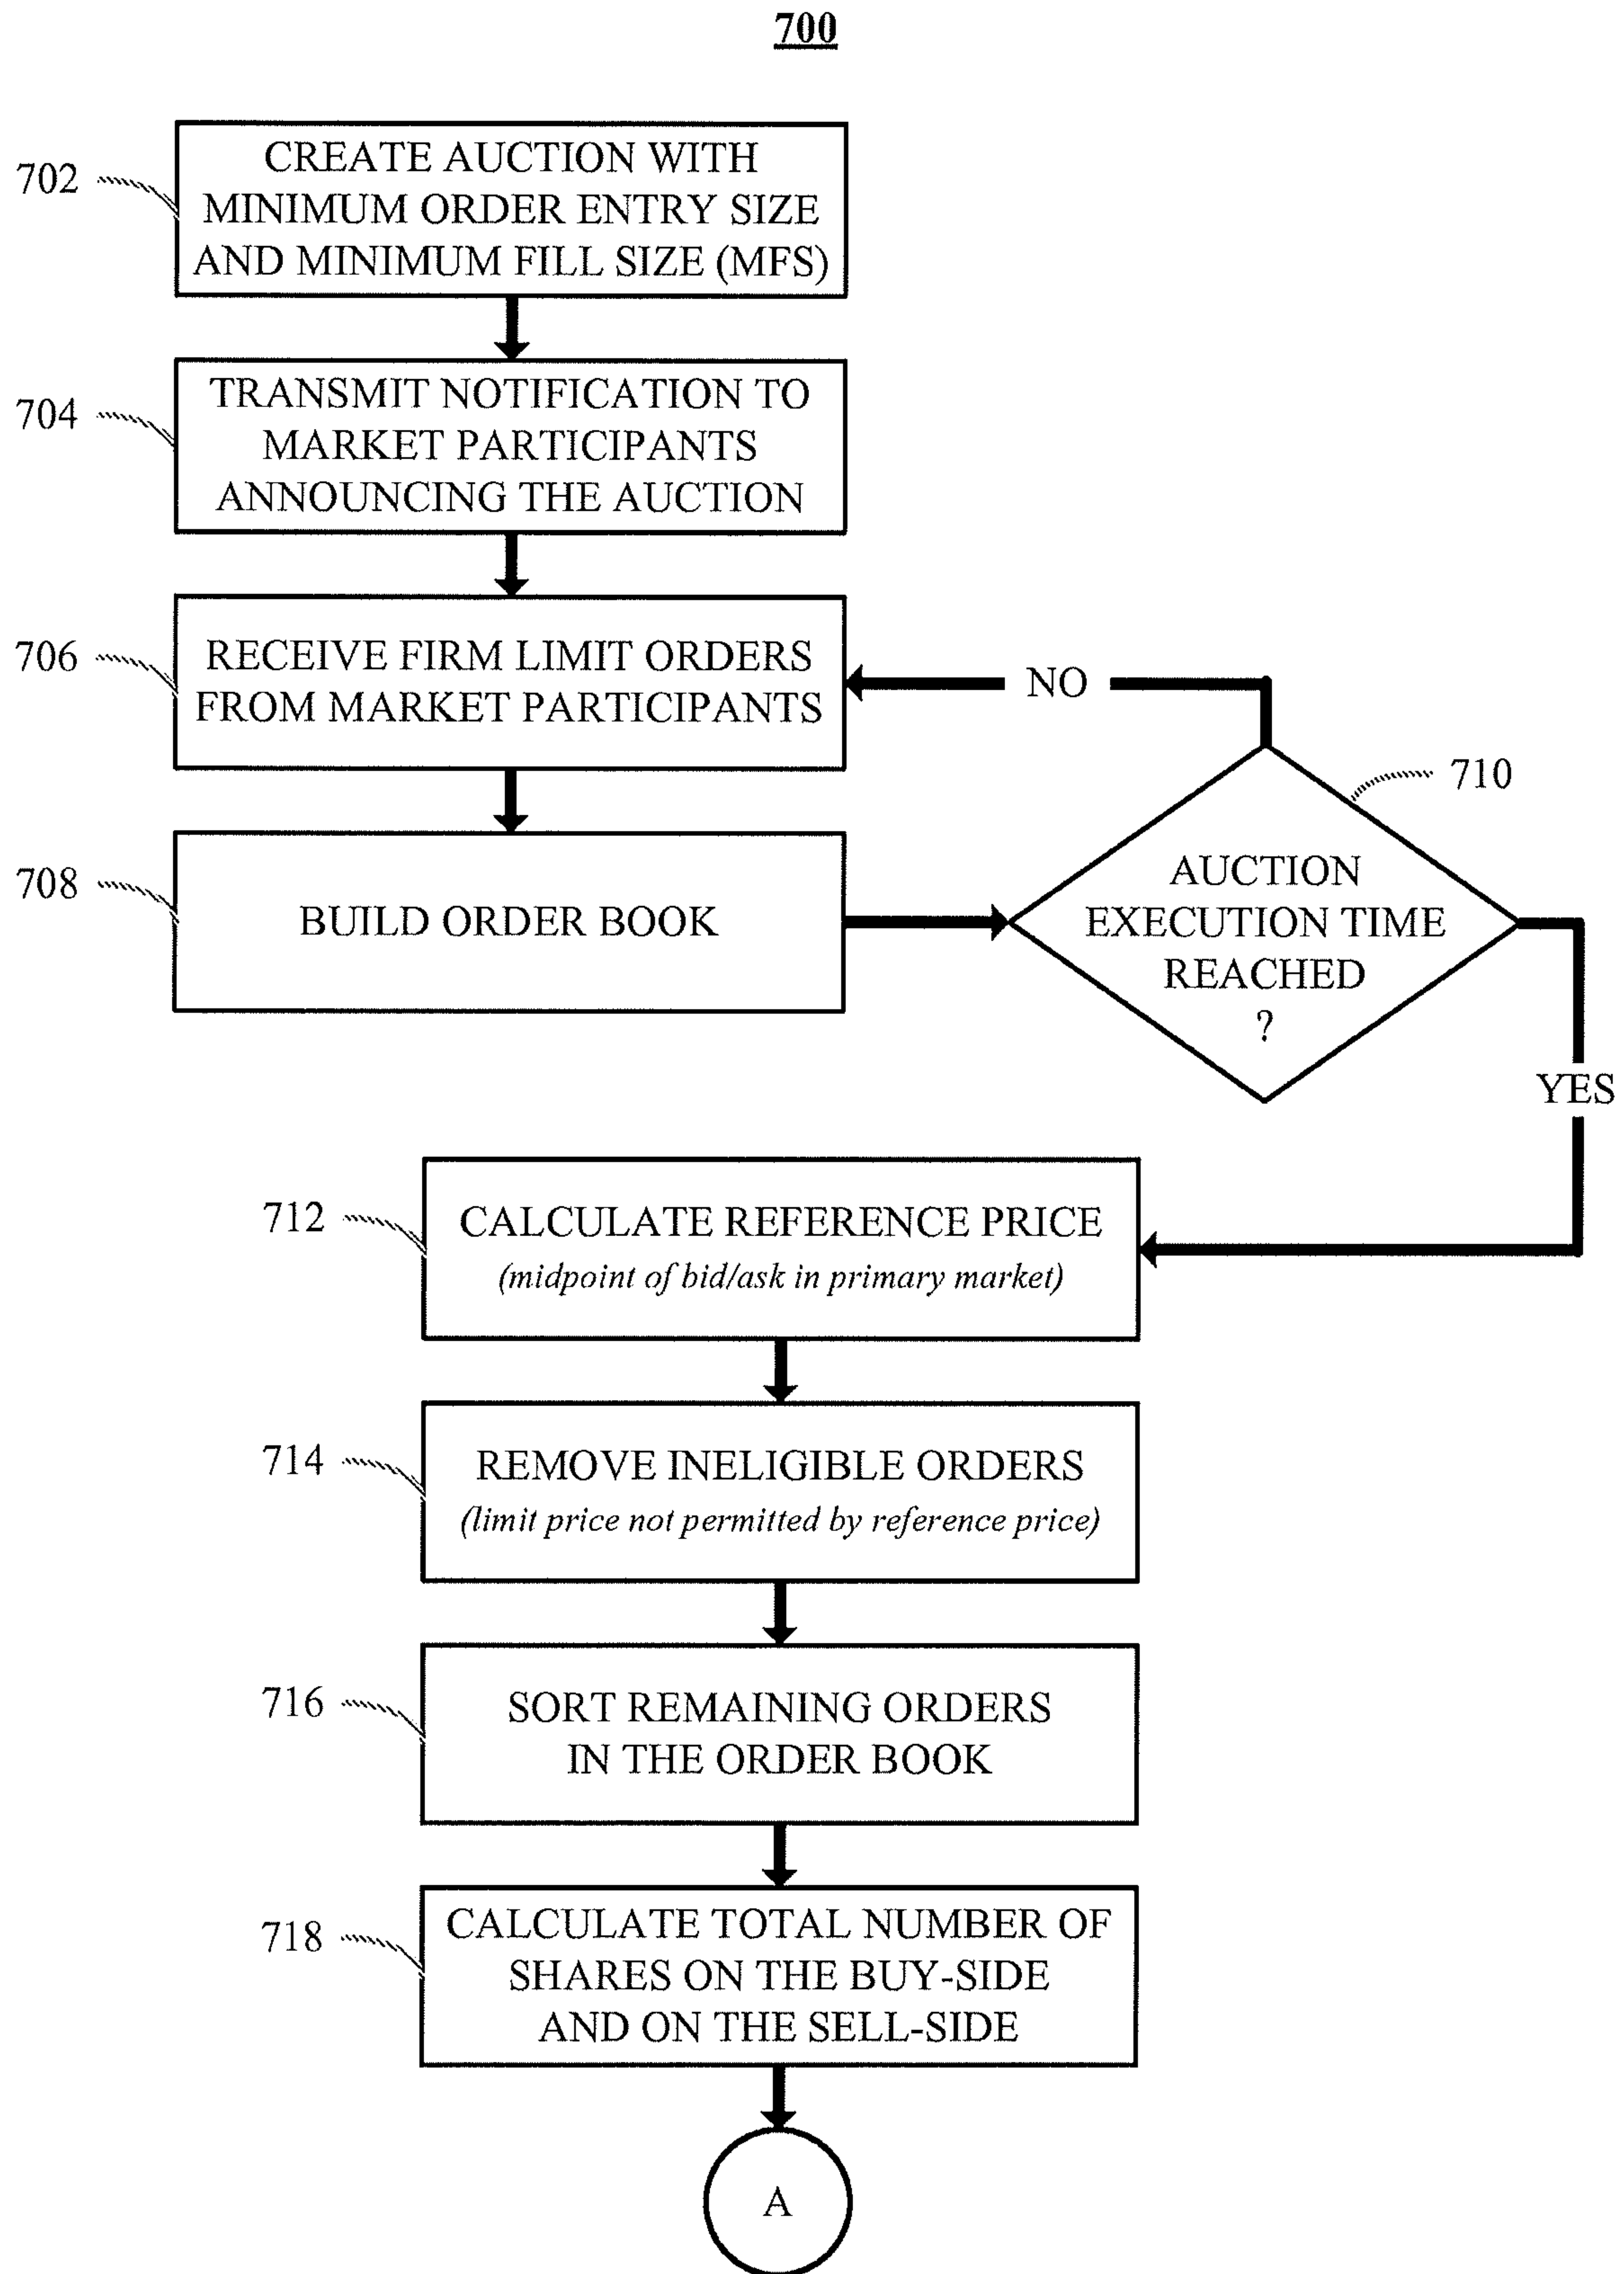 700
702
CREATE AUCTION WITH
MINIMUM ORDER ENTRY SIZE
AND MINIMUM FILL SIZE (MFS)
704
TRANSMIT NOTIFICATION TO
MARKET PARTICIPANTS
ANNOUNCING THE AUCTION
706
RECEIVE FIRM LIMIT ORDERS
FROM MARKET PARTICIPANTS
NO
708
BUILD ORDER BOOK
710
AUCTION
EXECUTION TIME
REACHED
?
YES
712
CALCULATE REFERENCE PRICE
(midpoint of bid/ask in primary market)
714
REMOVE INELIGIBLE ORDERS
(limit price not permitted by reference price)
716
SORT REMAINING ORDERS
IN THE ORDER BOOK
718
CALCULATE TOTAL NUMBER OF
SHARES ON THE BUY-SIDE
AND ON THE SELL-SIDE
A